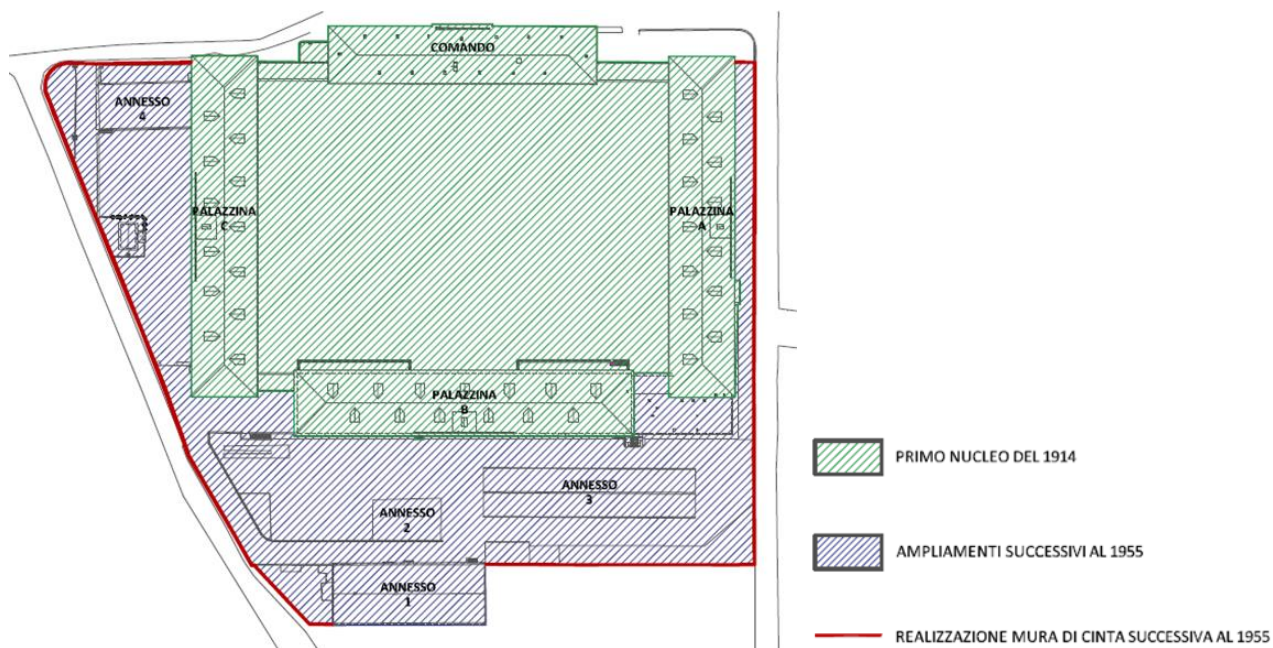 COMANDO
ANNESSO
4
PALAZZINA
C
PALAZZINA
A
PALAZZINA
B
ANNESSO
3
ANNESSO
2
ANNESSO
1
PRIMO NUCLEO DEL 1914
AMPLIAMENTI SUCCESSIVI AL 1955
REALIZZAZIONE MURA DI CINTA SUCCESSIVA AL 1955